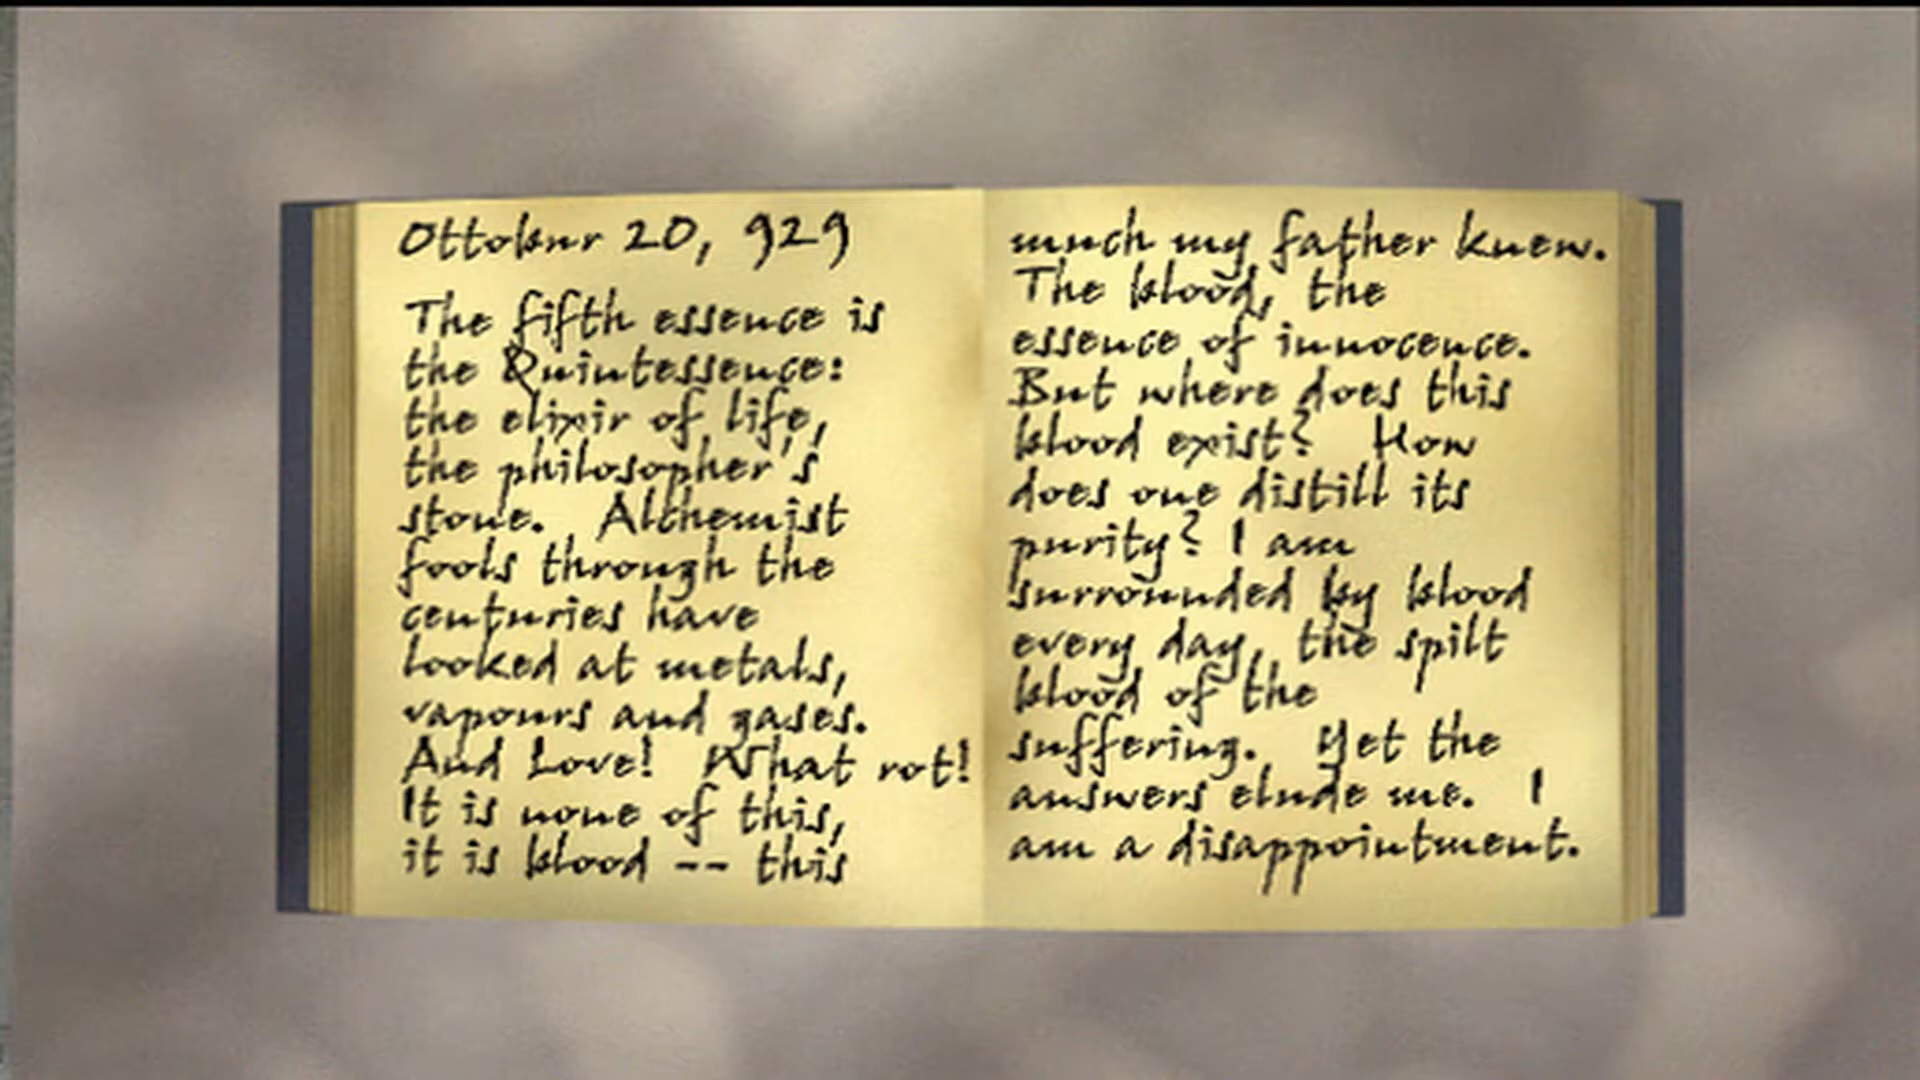 Ottokur 20, 929
The fifth essence is
the Quintessence:
the elixir of life,
the philosopher's
stone. Alchemist
fools through the
centuries have
looked at metals,
vapours and gases.
And Love! What rot!
It is none of this,
it is blood -- this
much my father knew.
The blood, the
essence of innocence.
But where does this
blood exist? How
does one distill its
purity? I am
surrounded by blood
every day, the spilt
blood of the
suffering. Yet the
answers elude me. I
am a disappointment.